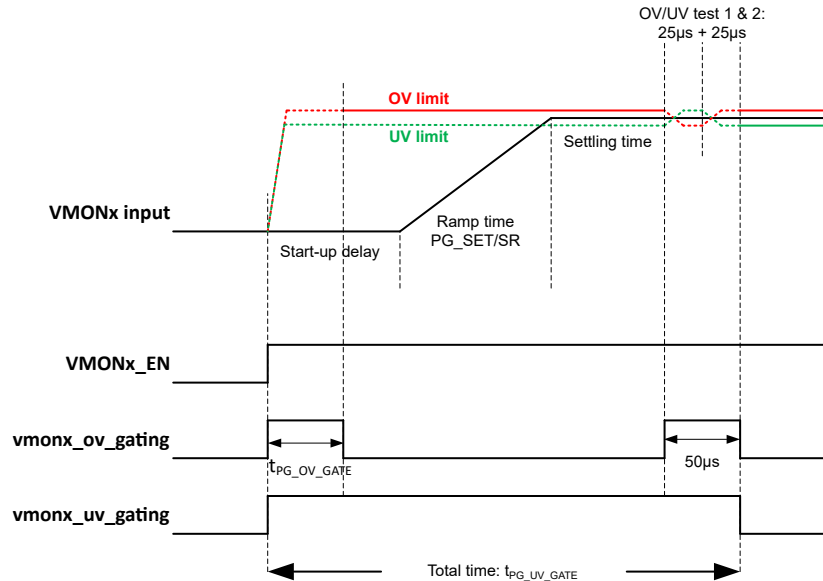 OV/UV test 1 & 2:
25µs + 25µs
OV limit
UV limit
Settling time
VMONx input
Ramp time
PG_SET/SR
Start-up delay
VMONx_EN
vmonx_ov_gating
tPG_OV_GATE
50µs
vmonx_uv_gating
Total time: tPG_UV_GATE